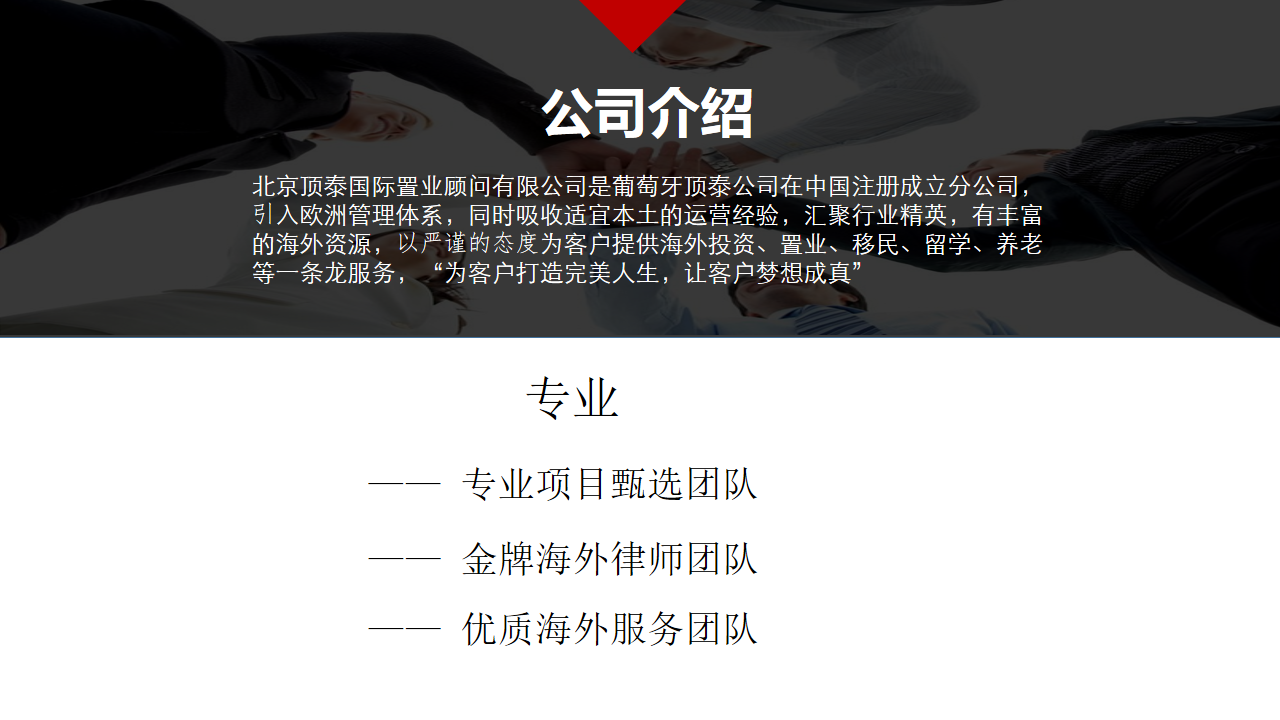 公司介绍
北京顶泰国际置业顾问有限公司是葡萄牙顶泰公司在中国注册成立分公司，
引入欧洲管理体系，同时吸收适宜本土的运营经验，汇聚行业精英，有丰富
的海外资源，以严谨的态度为客户提供海外投资、置业、移民、留学、养老
等一条龙服务，“为客户打造完美人生，让客户梦想成真”
专业
—— 专业项目甄选团队
—— 金牌海外律师团队
—— 优质海外服务团队